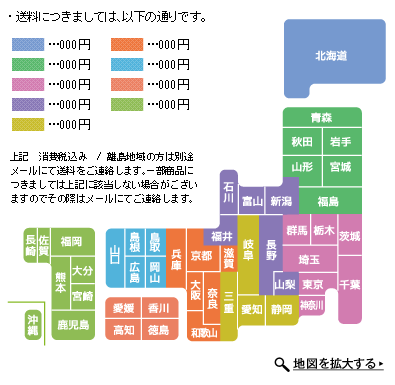 ・送料につきましては、以下の通りです。
…000円
…000円
…000円
…000円
…000円
…000円
…000円
…000円
…000円
上記 消費税込み / 離島地域の方は別途
メールにて送料をご連絡します。一部商品に
つきましては上記に該当しない場合がござい
ますのでその際はメールにてご連絡します。
北海道
青森
秋田
岩手
山形
宮城
福島
石川
富山
新潟
福井
岐阜
長野
山梨
群馬
栃木
茨城
埼玉
東京
千葉
神奈川
愛知
静岡
三重
滋賀
京都
兵庫
大阪
奈良
和歌山
鳥取
島根
岡山
広島
山口
愛媛
香川
高知
徳島
福岡
佐賀
長崎
熊本
大分
宮崎
鹿児島
沖縄
地図を拡大する